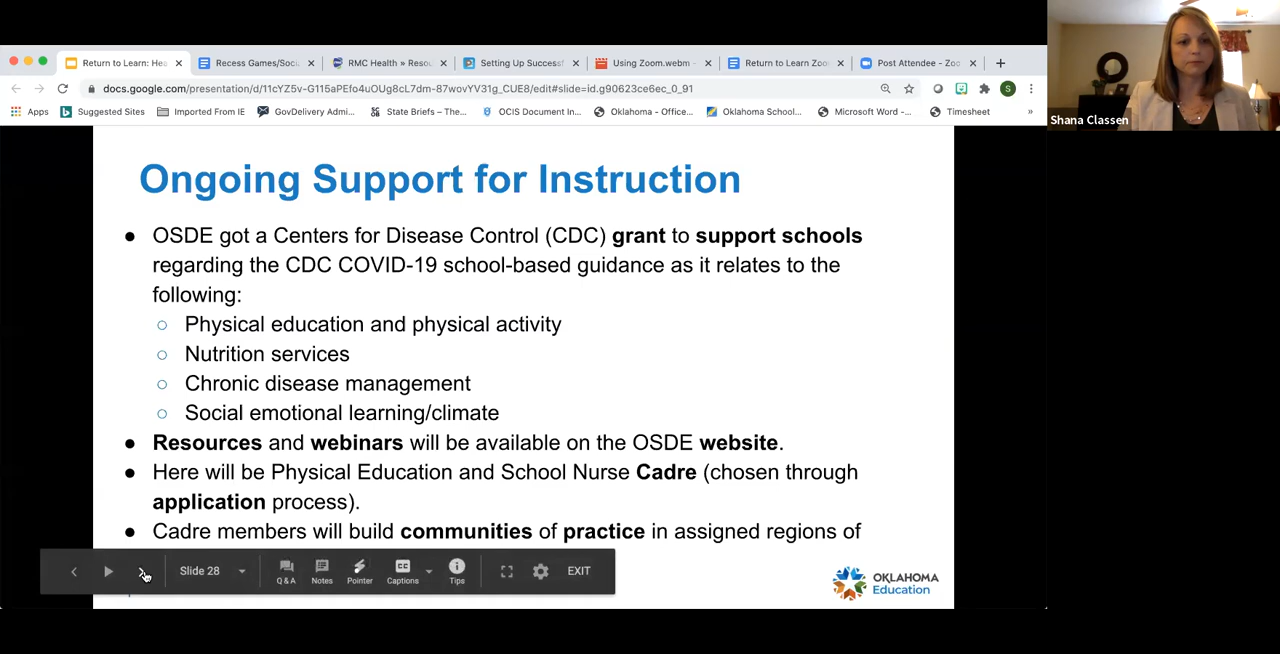 Return to Learn: Hea
Recess Games/Socia
RMC Health » Resou
Setting Up Successf
Using Zoom.webm -
Return to Learn Zoo
Post Attendee - Zoo
docs.google.com/presentation/d/11cYZ5v-G115aPEfo4uOUg8cL7dm-87wovYV31g_CUE8/edit#slide=id.g90623ce6ec_0_91
S
Apps
Suggested Sites
Imported From IE
GovDelivery Admi...
State Briefs – The...
OCIS Document In...
Oklahoma - Office...
Oklahoma School...
Microsoft Word -...
Timesheet
»
Shana Classen
Ongoing Support for Instruction
● OSDE got a Centers for Disease Control (CDC) grant to support schools
regarding the CDC COVID-19 school-based guidance as it relates to the
following:
○ Physical education and physical activity
○ Nutrition services
○ Chronic disease management
○ Social emotional learning/climate
● Resources and webinars will be available on the OSDE website.
● Here will be Physical Education and School Nurse Cadre (chosen through
application process).
● Cadre members will build communities of practice in assigned regions of
Slide 28
Q & A
Notes
Pointer
CC
Captions
Tips
EXIT
OKLAHOMA
Education